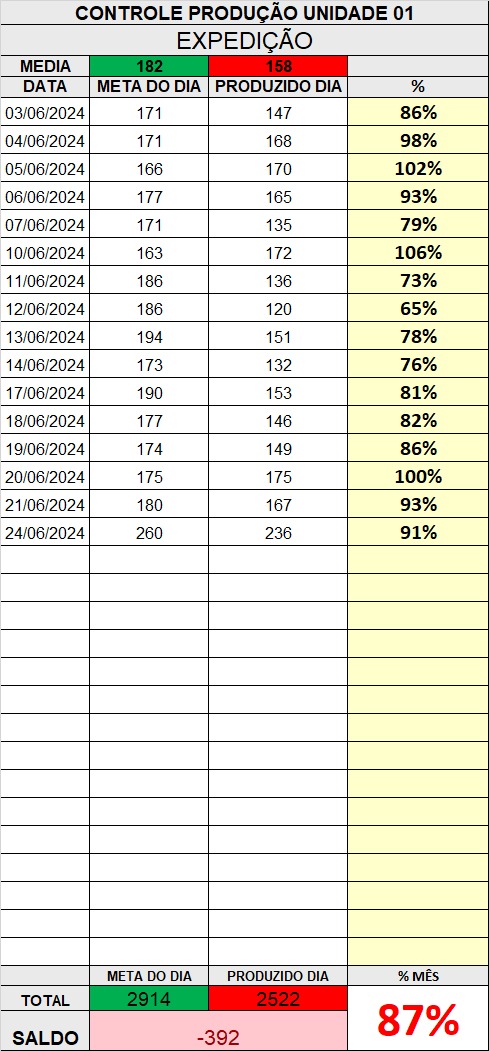 CONTROLE PRODUÇÃO UNIDADE 01
EXPEDIÇÃO
MEDIA 182 158
DATA META DO DIA PRODUZIDO DIA %
03/06/2024 171 147 86%
04/06/2024 171 168 98%
05/06/2024 166 170 102%
06/06/2024 177 165 93%
07/06/2024 171 135 79%
10/06/2024 163 172 106%
11/06/2024 186 136 73%
12/06/2024 186 120 65%
13/06/2024 194 151 78%
14/06/2024 173 132 76%
17/06/2024 190 153 81%
18/06/2024 177 146 82%
19/06/2024 174 149 86%
20/06/2024 175 175 100%
21/06/2024 180 167 93%
24/06/2024 260 236 91%
META DO DIA PRODUZIDO DIA % MÊS
TOTAL 2914 2522 87%
SALDO -392